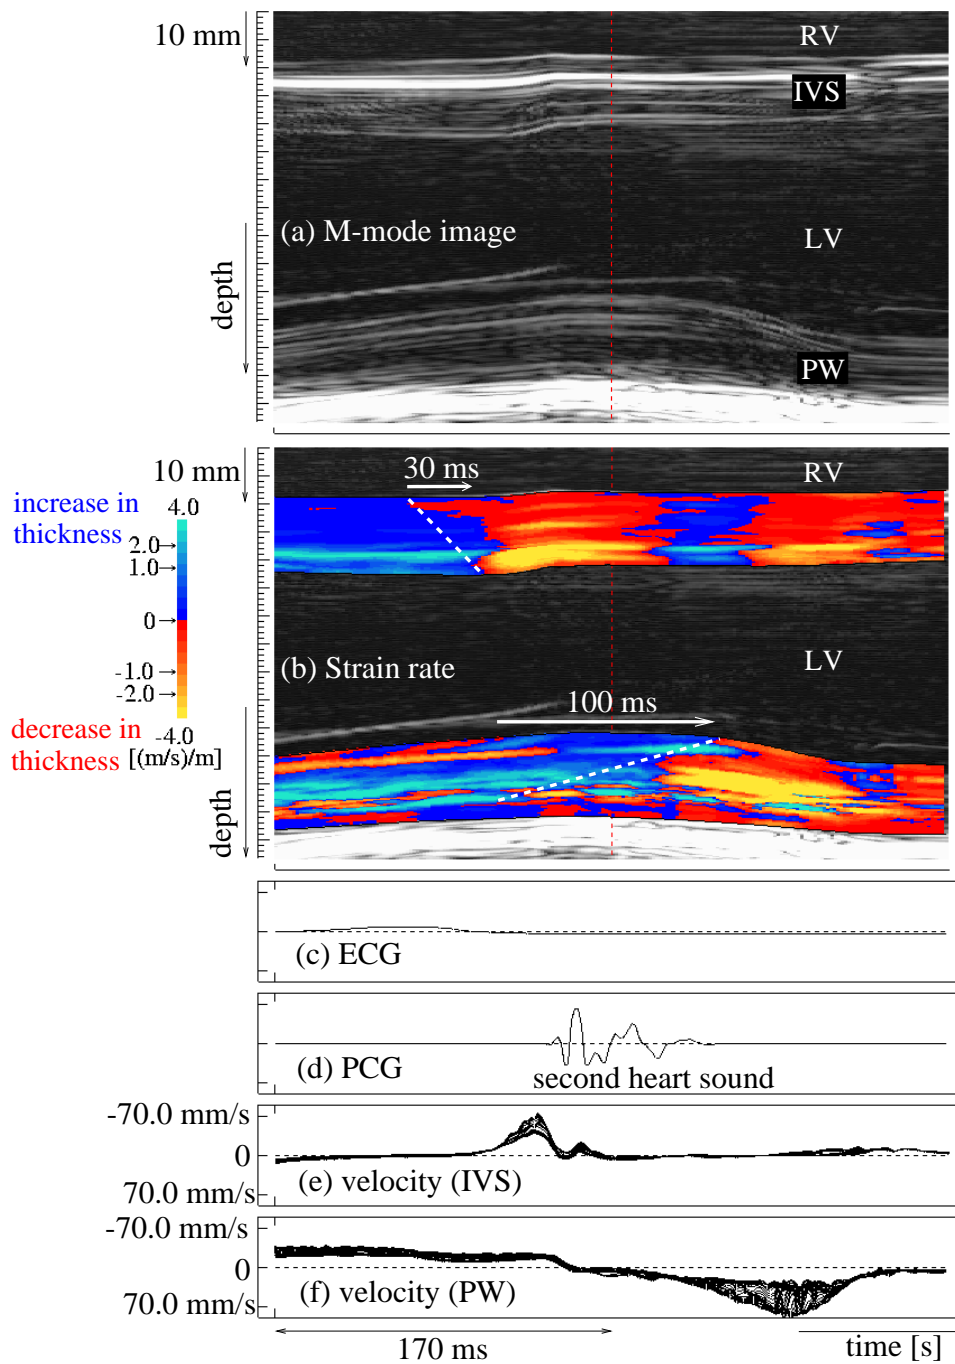 10 mm
RV
IVS
(a) M-mode image
LV
depth
PW
10 mm
30 ms
RV
increase in
thickness
4.0
2.0→
1.0→
0→
-1.0→
-2.0→
-4.0
decrease in
thickness
[(m/s)/m]
(b) Strain rate
LV
100 ms
depth
(c) ECG
(d) PCG
second heart sound
-70.0 mm/s
0
70.0 mm/s
(e) velocity (IVS)
-70.0 mm/s
0
70.0 mm/s
(f) velocity (PW)
170 ms
time [s]